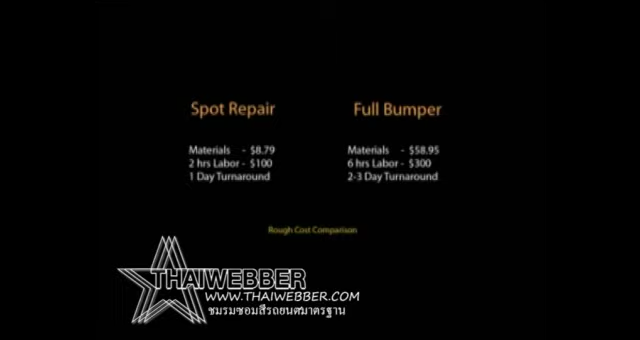 Spot Repair
Materials - $8.79
2 hrs Labor - $100
1 Day Turnaround
Full Bumper
Materials - $58.95
6 hrs Labor - $300
2-3 Day Turnaround
Rough Cost Comparison
THAIWEBBER
WWW.THAIWEBBER.COM
ชมรมซ่อมสีรถยนต์มาตรฐาน